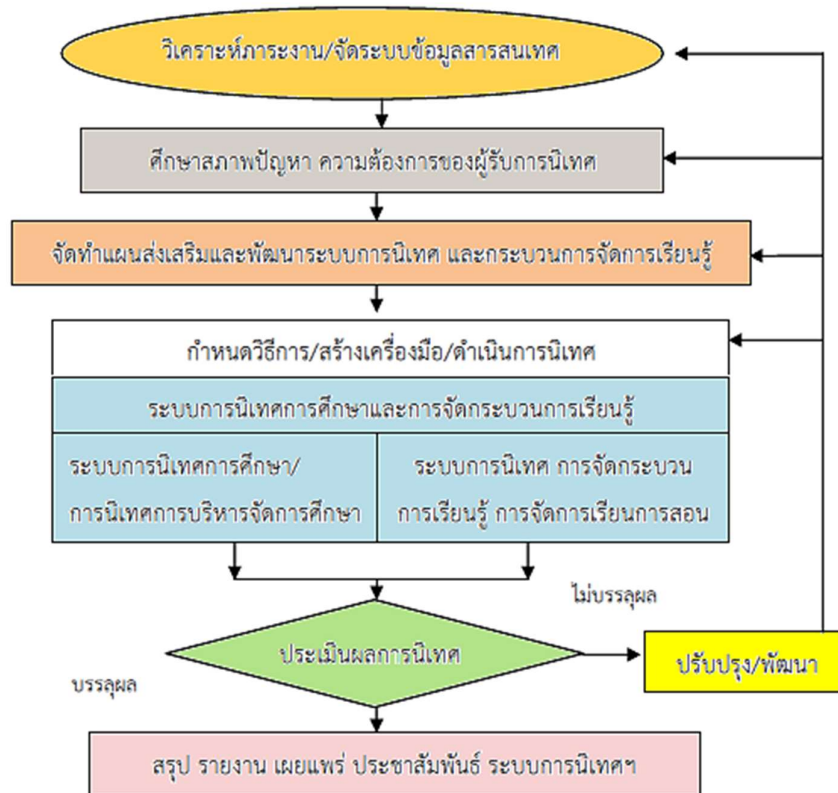 วิเคราะห์ภาระงาน/จัดระบบข้อมูลสารสนเทศ
ศึกษาสภาพปัญหา ความต้องการของผู้รับการนิเทศ
จัดทำแผนส่งเสริมและพัฒนาระบบการนิเทศ และกระบวนการจัดการเรียนรู้
กำหนดวิธีการ/สร้างเครื่องมือ/ดำเนินการนิเทศ
ระบบการนิเทศการศึกษาและการจัดกระบวนการเรียนรู้
ระบบการนิเทศการศึกษา/
การนิเทศการบริหารจัดการศึกษา
ระบบการนิเทศ การจัดกระบวน
การเรียนรู้ การจัดการเรียนการสอน
ไม่บรรลุผล
ประเมินผลการนิเทศ
ปรับปรุง/พัฒนา
บรรลุผล
สรุป รายงาน เผยแพร่ ประชาสัมพันธ์ ระบบการนิเทศฯ